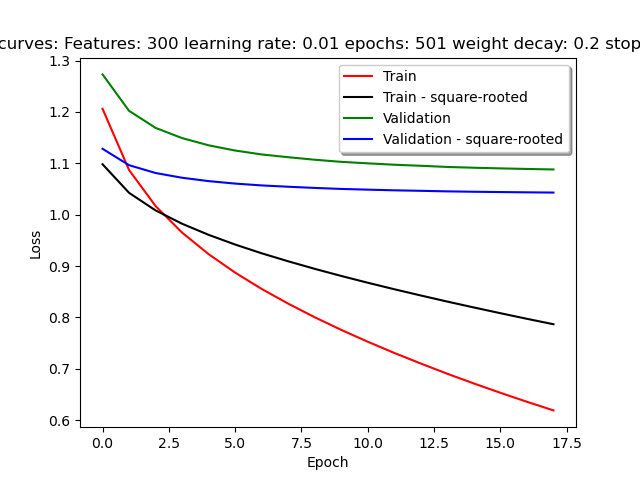 curves: Features: 300 learning rate: 0.01 epochs: 501 weight decay: 0.2 stop
1.3
1.2
1.1
1.0
0.9
0.8
0.7
0.6
Loss
Train
Train - square-rooted
Validation
Validation - square-rooted
0.0 2.5 5.0 7.5 10.0 12.5 15.0 17.5
Epoch